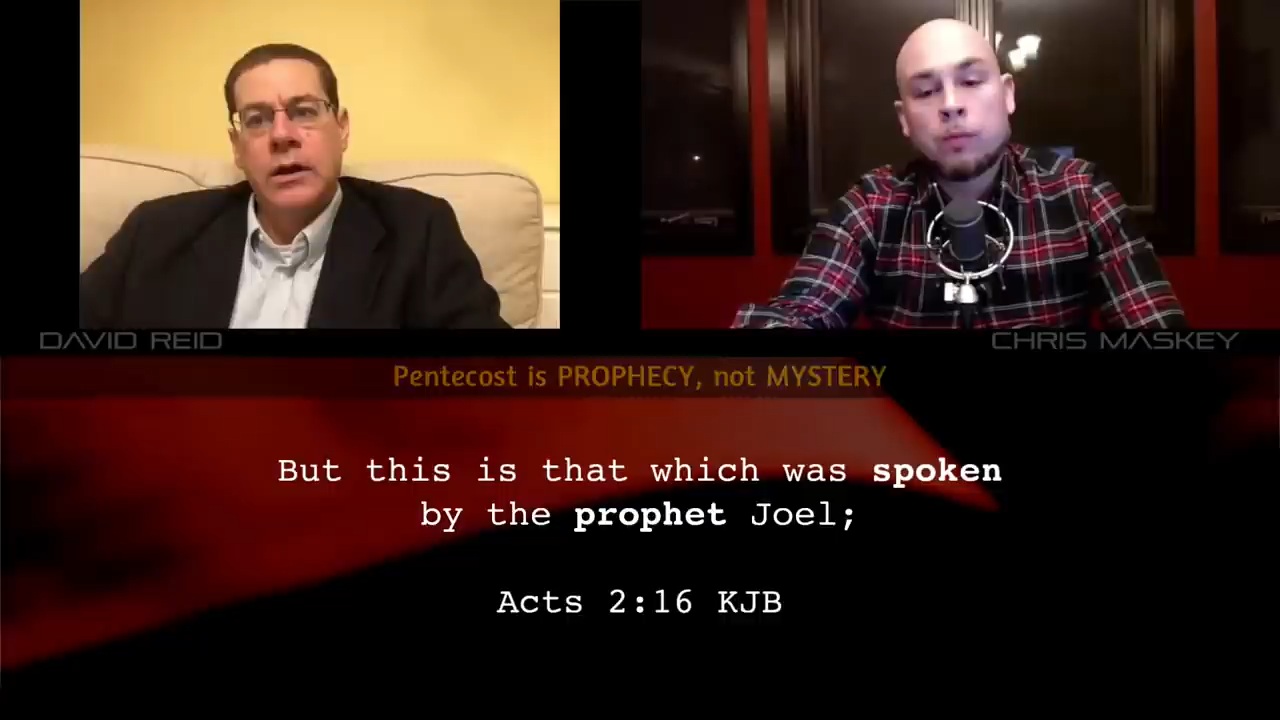 DAVID REID
CHRIS MASKEY
Pentecost is PROPHECY, not MYSTERY
But this is that which was spoken
by the prophet Joel;
Acts 2:16 KJB